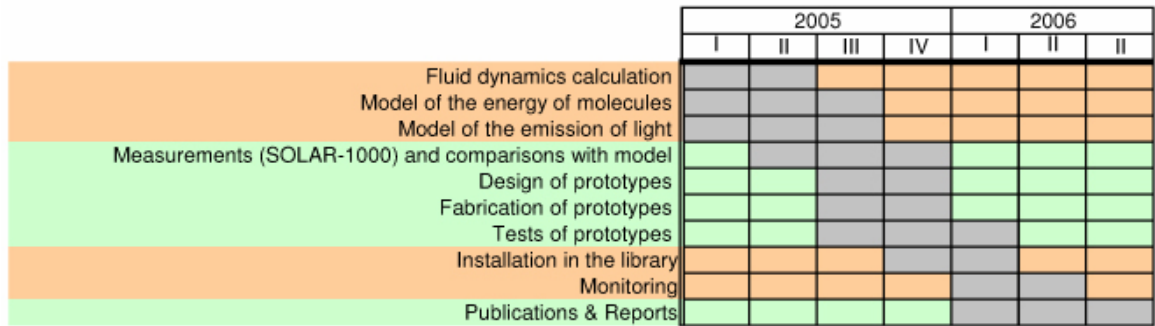 2005 2006
I II III IV I II II
Fluid dynamics calculation
Model of the energy of molecules
Model of the emission of light
Measurements (SOLAR-1000) and comparisons with model
Design of prototypes
Fabrication of prototypes
Tests of prototypes
Installation in the library
Monitoring
Publications & Reports